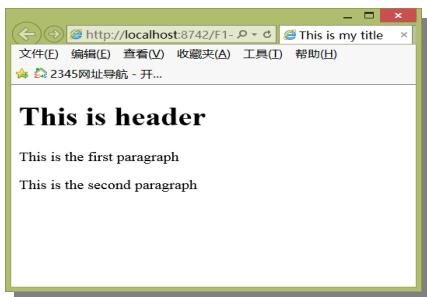 http://localhost:8742/F1- This is my title
文件(F) 编辑(E) 查看(V) 收藏夹(A) 工具(T) 帮助(H)
2345网址导航 - 开...
This is header
This is the first paragraph
This is the second paragraph